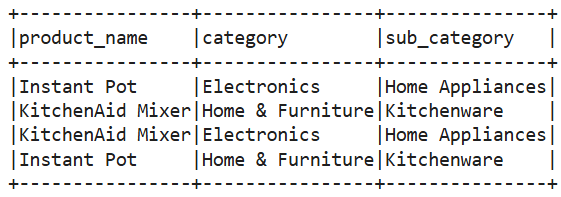 +----------------+----------------+---------------+
|product_name    |category        |sub_category   |
+----------------+----------------+---------------+
|Instant Pot     |Electronics     |Home Appliances|
|KitchenAid Mixer|Home & Furniture|Kitchenware    |
|KitchenAid Mixer|Electronics     |Home Appliances|
|Instant Pot     |Home & Furniture|Kitchenware    |
+----------------+----------------+---------------+